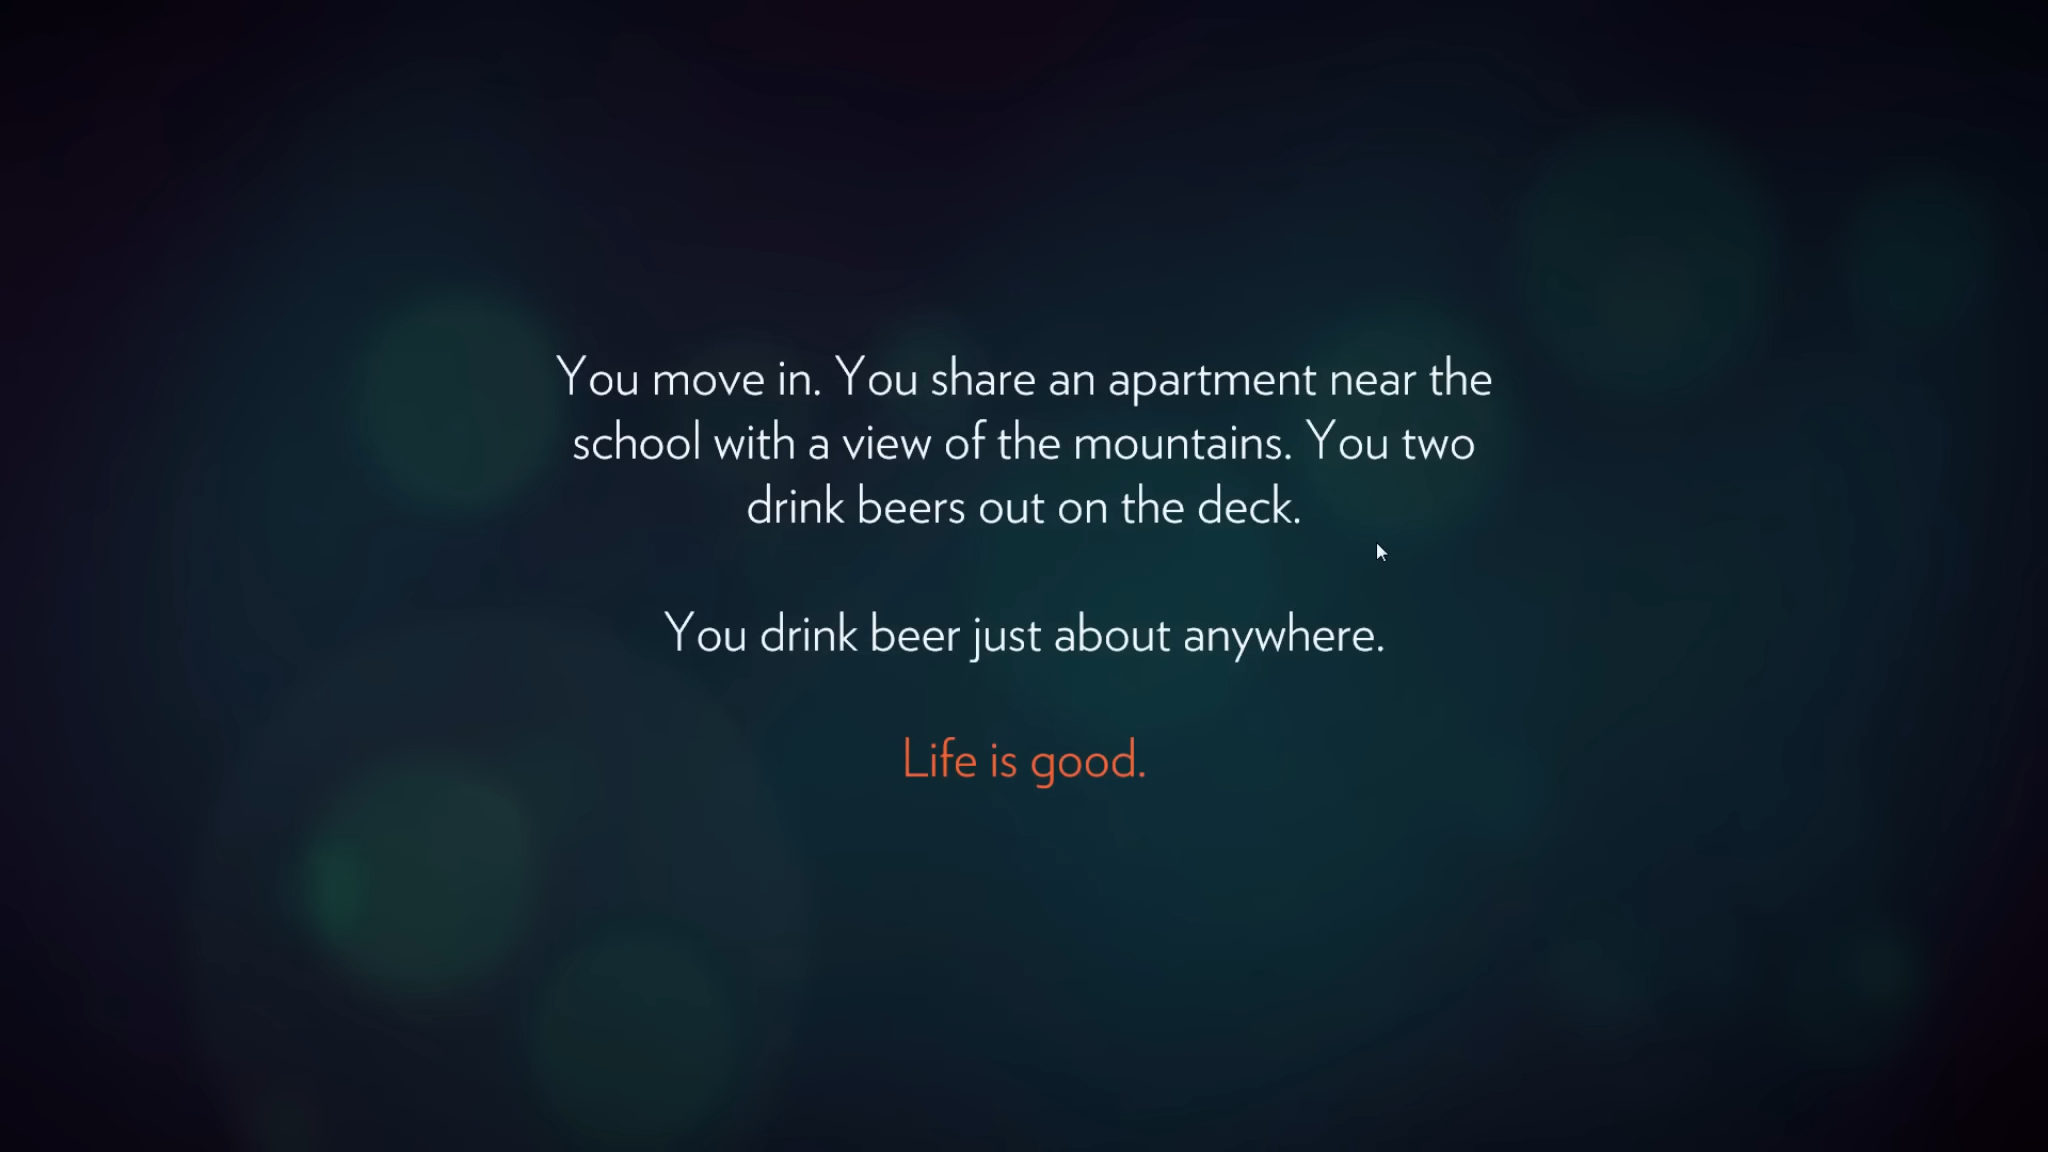 You move in. You share an apartment near the
school with a view of the mountains. You two
drink beers out on the deck.
You drink beer just about anywhere.
Life is good.